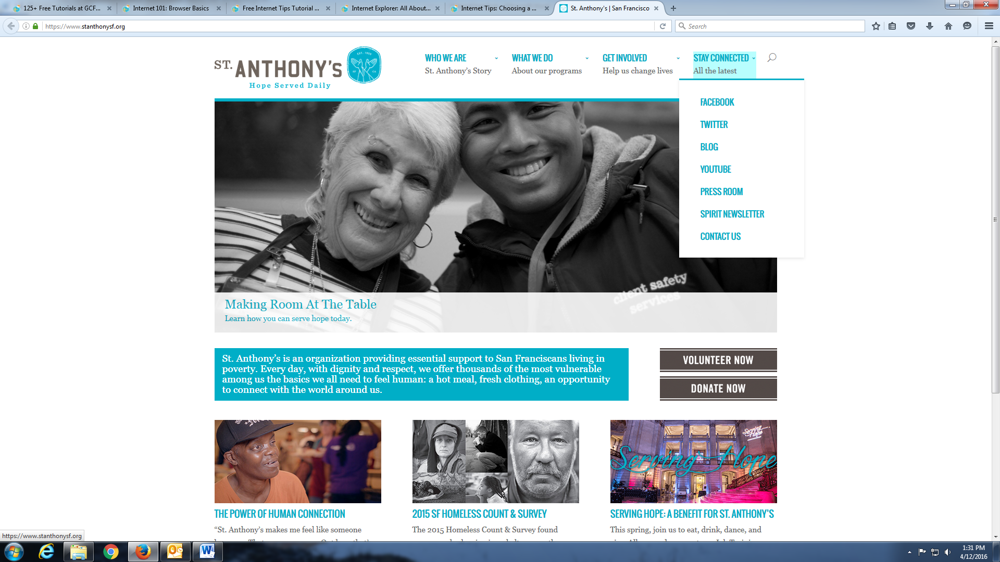 125+ Free Tutorials at GCF...
Internet 101: Browser Basics
Free Internet Tips Tutorial ...
Internet Explorer: All About...
Internet Tips: Choosing a ...
St. Anthony's | San Francisco
https://www.stanthonysf.org
Search
ST. ANTHONY'S
EST. 1950
SF CA
Hope Served Daily
WHO WE ARE
St. Anthony's Story
WHAT WE DO
About our programs
GET INVOLVED
Help us change lives
STAY CONNECTED
All the latest
FACEBOOK
TWITTER
BLOG
YOUTUBE
PRESS ROOM
SPIRIT NEWSLETTER
CONTACT US
client safety
services
Making Room At The Table
Learn how you can serve hope today.
St. Anthony's is an organization providing essential support to San Franciscans living in
poverty. Every day, with dignity and respect, we offer thousands of the most vulnerable
among us the basics we all need to feel human: a hot meal, fresh clothing, an opportunity
to connect with the world around us.
VOLUNTEER NOW
DONATE NOW
Serving Hope
Serving Hope
THE POWER OF HUMAN CONNECTION
“St. Anthony's makes me feel like someone
2015 SF HOMELESS COUNT & SURVEY
The 2015 Homeless Count & Survey found
SERVING HOPE: A BENEFIT FOR ST. ANTHONY'S
This spring, join us to eat, drink, dance, and
https://www.stanthonysf.org
1:31 PM
4/12/2016